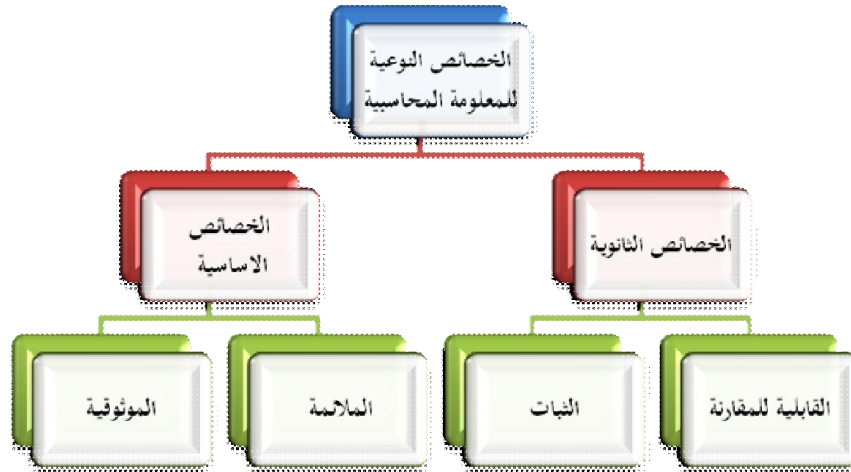 الخصائص النوعية
للمعلومة المحاسبية
الخصائص الثانوية
الخصائص
الاساسية
القابلية للمقارنة
الثبات
الملائمة
الموثوقية